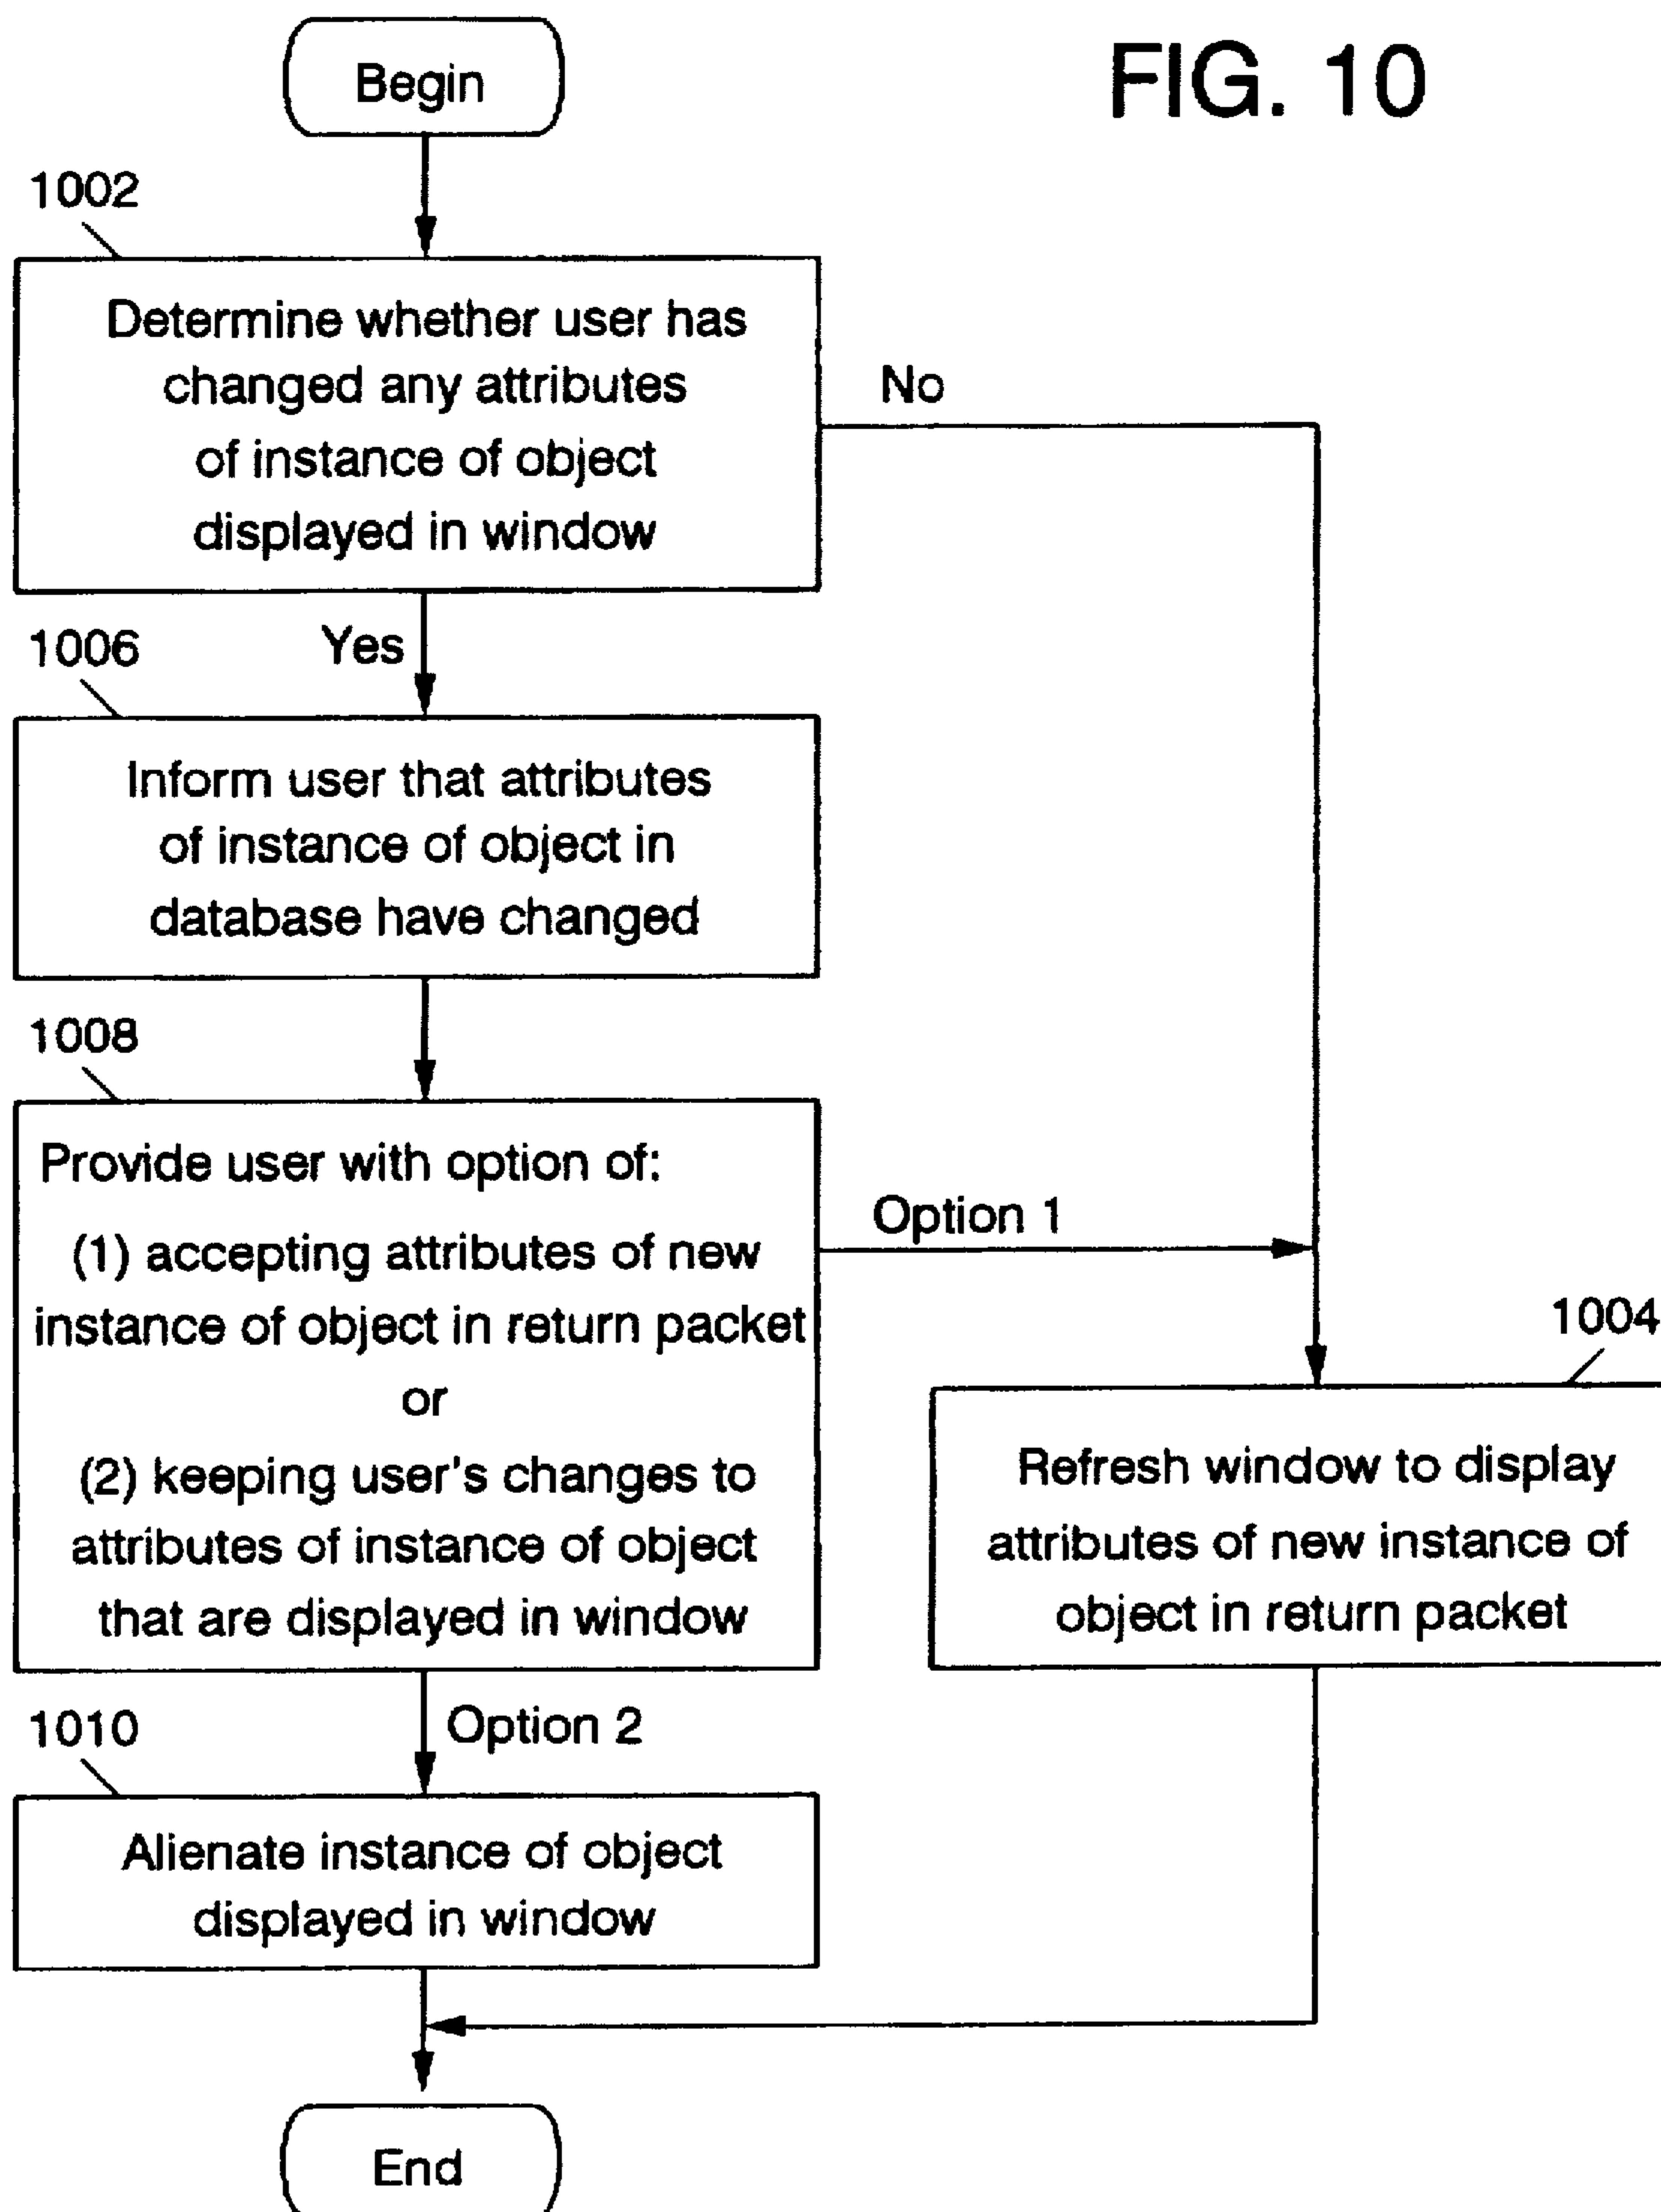 FIG. 10
Begin
1002
Determine whether user has
changed any attributes
of instance of object
displayed in window
No
Yes
1006
Inform user that attributes
of instance of object in
database have changed
1008
Provide user with option of:
(1) accepting attributes of new
instance of object in return packet
or
(2) keeping user's changes to
attributes of instance of object
that are displayed in window
Option 1
1004
Refresh window to display
attributes of new instance of
object in return packet
Option 2
1010
Alienate instance of object
displayed in window
End